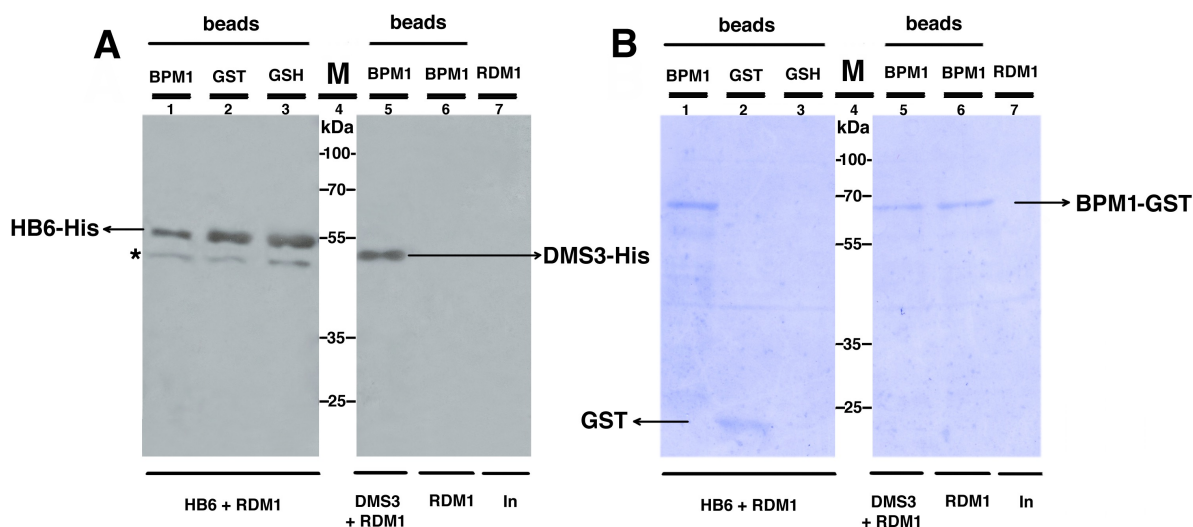 A
beads
beads
BPM1 GST GSH M BPM1 BPM1 RDM1
1 2 3 4 5 6 7
kDa
-100-
-70-
HB6-His
-55-
*
DMS3-His
-35-
-25-
HB6 + RDM1
DMS3
+ RDM1
RDM1
In
B
beads
beads
BPM1 GST GSH M BPM1 BPM1 RDM1
1 2 3 4 5 6 7
kDa
-100-
-70-
BPM1-GST
-55-
-35-
-25-
GST
HB6 + RDM1
DMS3
+ RDM1
RDM1
In